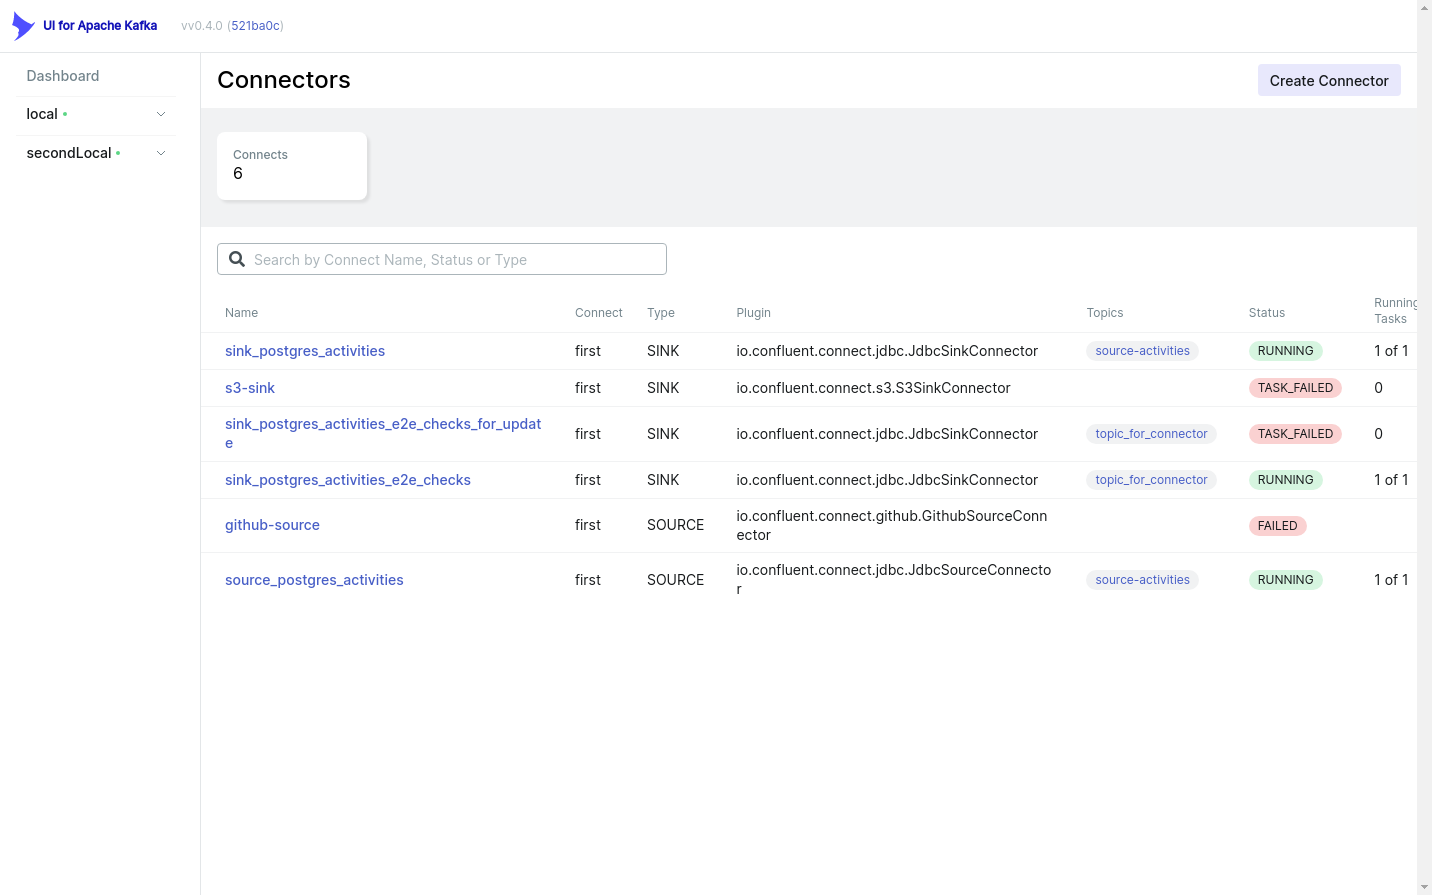 UI for Apache Kafka vv0.4.0 (521ba0c)
Dashboard
local
secondLocal
Connectors
Create Connector
Connects
6
Search by Connect Name, Status or Type
Name Connect Type Plugin Topics Status Running Tasks
sink_postgres_activities first SINK io.confluent.connect.jdbc.JdbcSinkConnector source-activities RUNNING 1 of 1
s3-sink first SINK io.confluent.connect.s3.S3SinkConnector TASK_FAILED 0
sink_postgres_activities_e2e_checks_for_updat
e
first SINK io.confluent.connect.jdbc.JdbcSinkConnector topic_for_connector TASK_FAILED 0
sink_postgres_activities_e2e_checks first SINK io.confluent.connect.jdbc.JdbcSinkConnector topic_for_connector RUNNING 1 of 1
github-source first SOURCE io.confluent.connect.github.GithubSourceConn
ector
FAILED
source_postgres_activities first SOURCE io.confluent.connect.jdbc.JdbcSourceConnecto
r
source-activities RUNNING 1 of 1